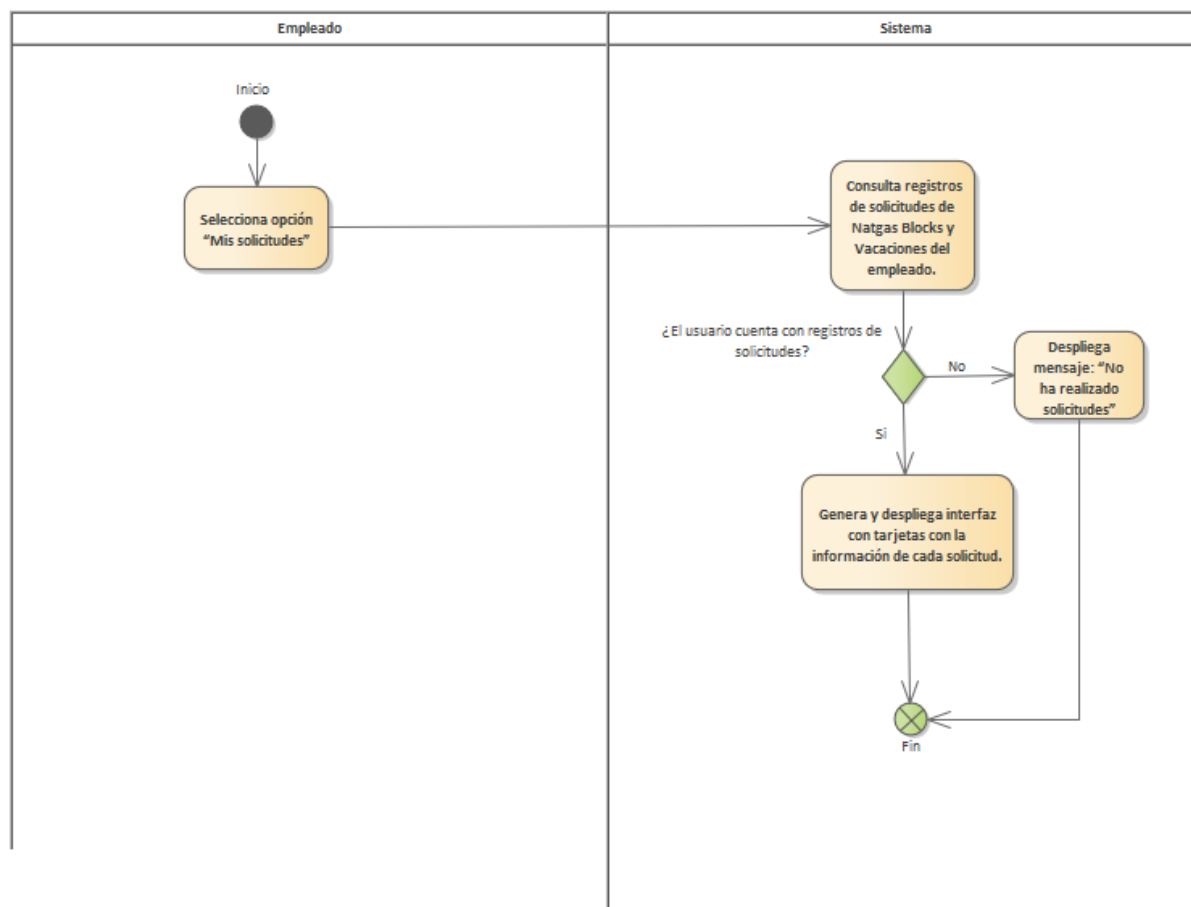 Empleado
Sistema
Inicio
Selecciona opción
“Mis solicitudes”
Consulta registros
de solicitudes de
Natgas Blocks y
Vacaciones del
empleado.
¿El usuario cuenta con registros de
solicitudes?
No
Despliega
mensaje: “No
ha realizado
solicitudes”
Si
Genera y despliega interfaz
con tarjetas con la
información de cada solicitud.
Fin